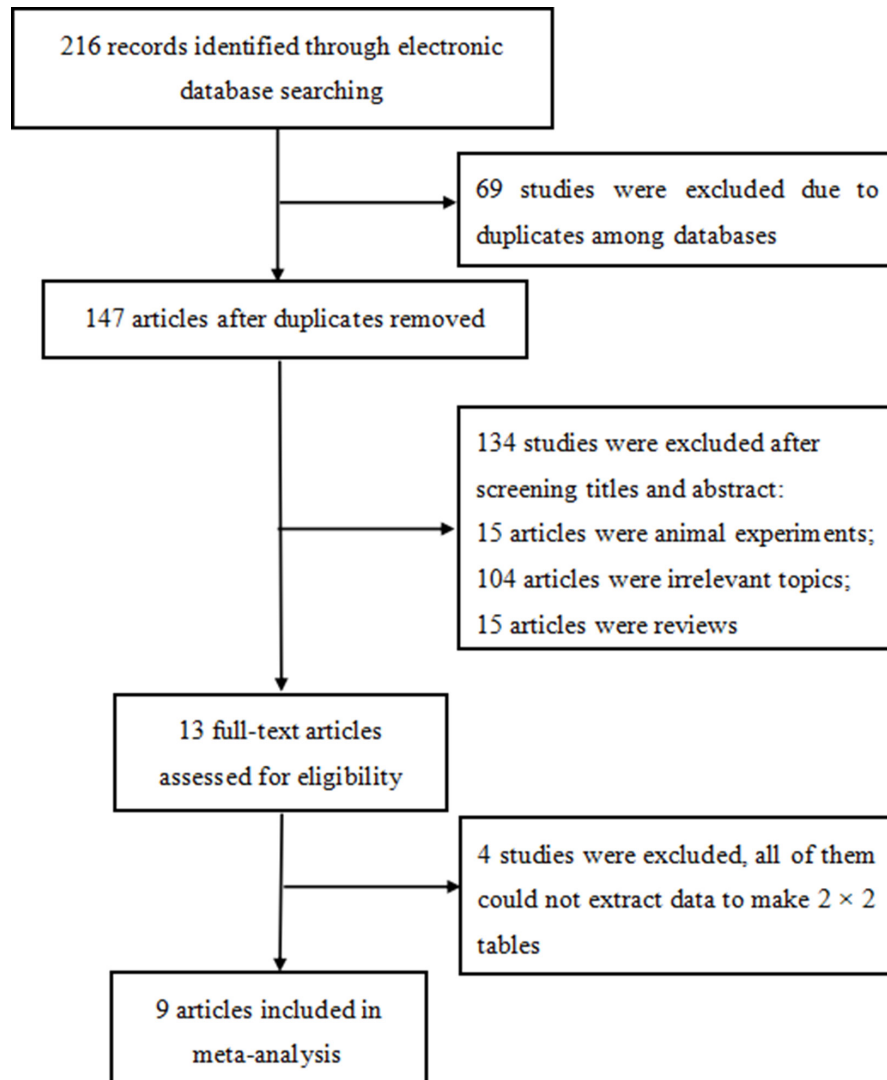 216 records identified through electronic
database searching
69 studies were excluded due to
duplicates among databases
147 articles after duplicates removed
134 studies were excluded after
screening titles and abstract:
15 articles were animal experiments;
104 articles were irrelevant topics;
15 articles were reviews
13 full-text articles
assessed for eligibility
4 studies were excluded, all of them
could not extract data to make 2 × 2
tables
9 articles included in
meta-analysis